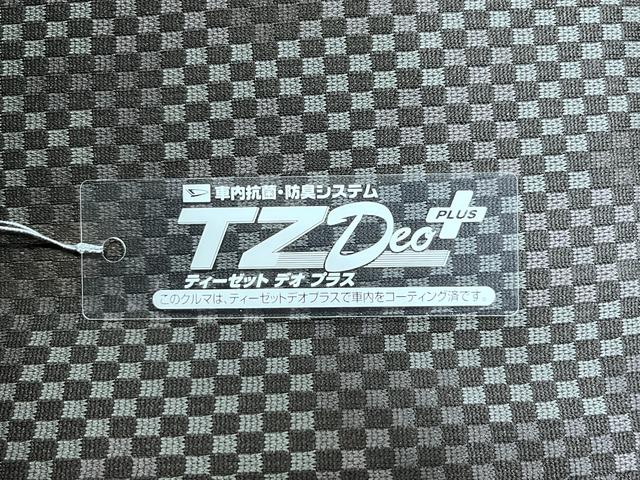 車内抗菌・防臭システム
TZ Deo PLUS
ティーゼット デオ プラス
このクルマは、ティーゼットデオプラスで車内をコーティング済です。